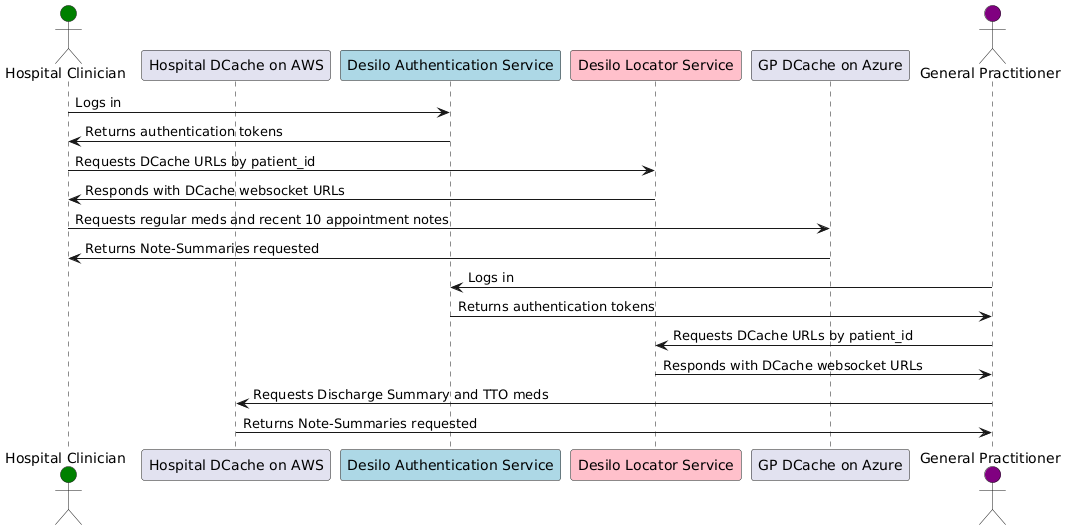 Hospital Clinician
Hospital DCache on AWS
Desilo Authentication Service
Desilo Locator Service
GP DCache on Azure
General Practitioner
Logs in
Returns authentication tokens
Requests DCache URLs by patient_id
Responds with DCache websocket URLs
Requests regular meds and recent 10 appointment notes
Returns Note-Summaries requested
Logs in
Returns authentication tokens
Requests DCache URLs by patient_id
Responds with DCache websocket URLs
Requests Discharge Summary and TTO meds
Returns Note-Summaries requested
Hospital Clinician
Hospital DCache on AWS
Desilo Authentication Service
Desilo Locator Service
GP DCache on Azure
General Practitioner